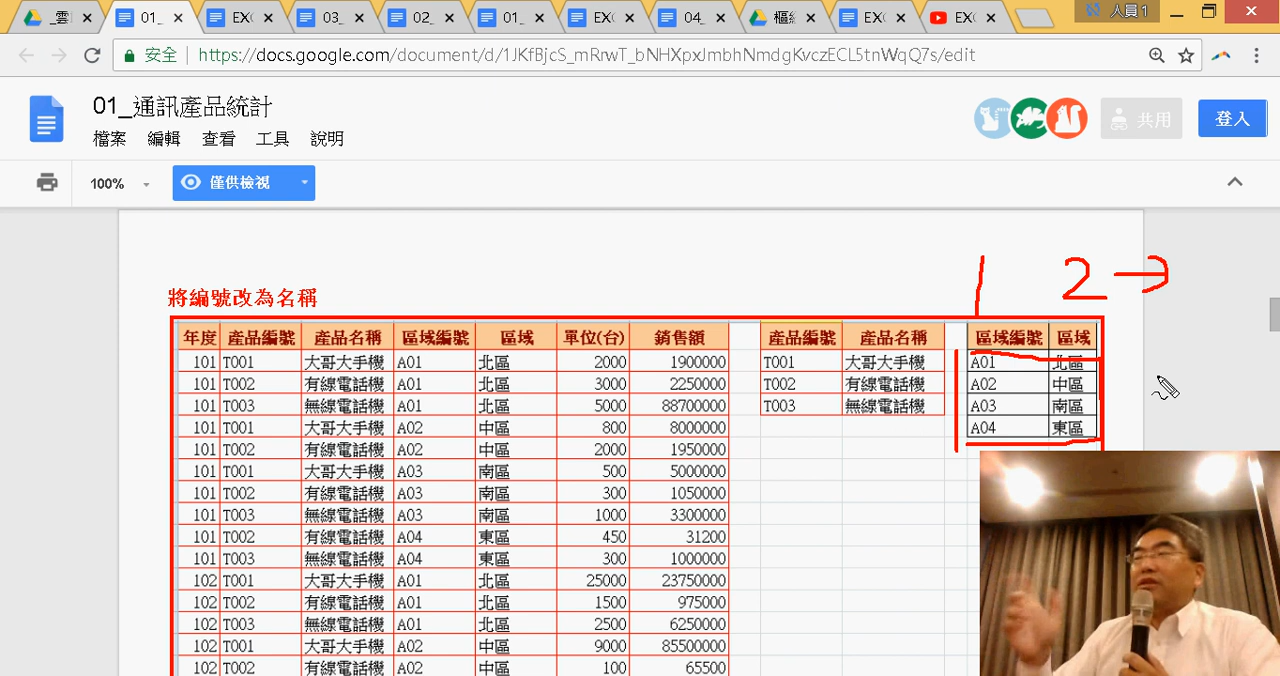 _雲 01_ EX 03_ 02_ 01_ EX 04_ 樞 EX EX 人員 1
安全 https://docs.google.com/document/d/1JKfBjcS_mRrwT_bNHXpxJmbhNmdgKvczECL5tnWqQ7s/edit
01_通訊產品統計
檔案 編輯 查看 工具 說明
共用 登入
100% 僅供檢視
1 2
將編號改為名稱
年度 產品編號 產品名稱 區域編號 區域 單位(台) 銷售額 產品編號 產品名稱 區域編號 區域
101 T001 大哥大手機 A01 北區 2000 1900000 T001 大哥大手機 A01 北區
101 T002 有線電話機 A01 北區 3000 2250000 T002 有線電話機 A02 中區
101 T003 無線電話機 A01 北區 5000 88700000 T003 無線電話機 A03 南區
101 T001 大哥大手機 A02 中區 800 8000000 A04 東區
101 T002 有線電話機 A02 中區 2000 1950000
101 T001 大哥大手機 A03 南區 500 5000000
101 T002 有線電話機 A03 南區 300 1050000
101 T003 無線電話機 A03 南區 1000 3300000
101 T002 有線電話機 A04 東區 450 31200
101 T003 無線電話機 A04 東區 300 1000000
102 T001 大哥大手機 A01 北區 25000 23750000
102 T002 有線電話機 A01 北區 1500 975000
102 T003 無線電話機 A01 北區 2500 6250000
102 T001 大哥大手機 A02 中區 9000 85500000
102 T002 有線電話機 A02 中區 100 65500